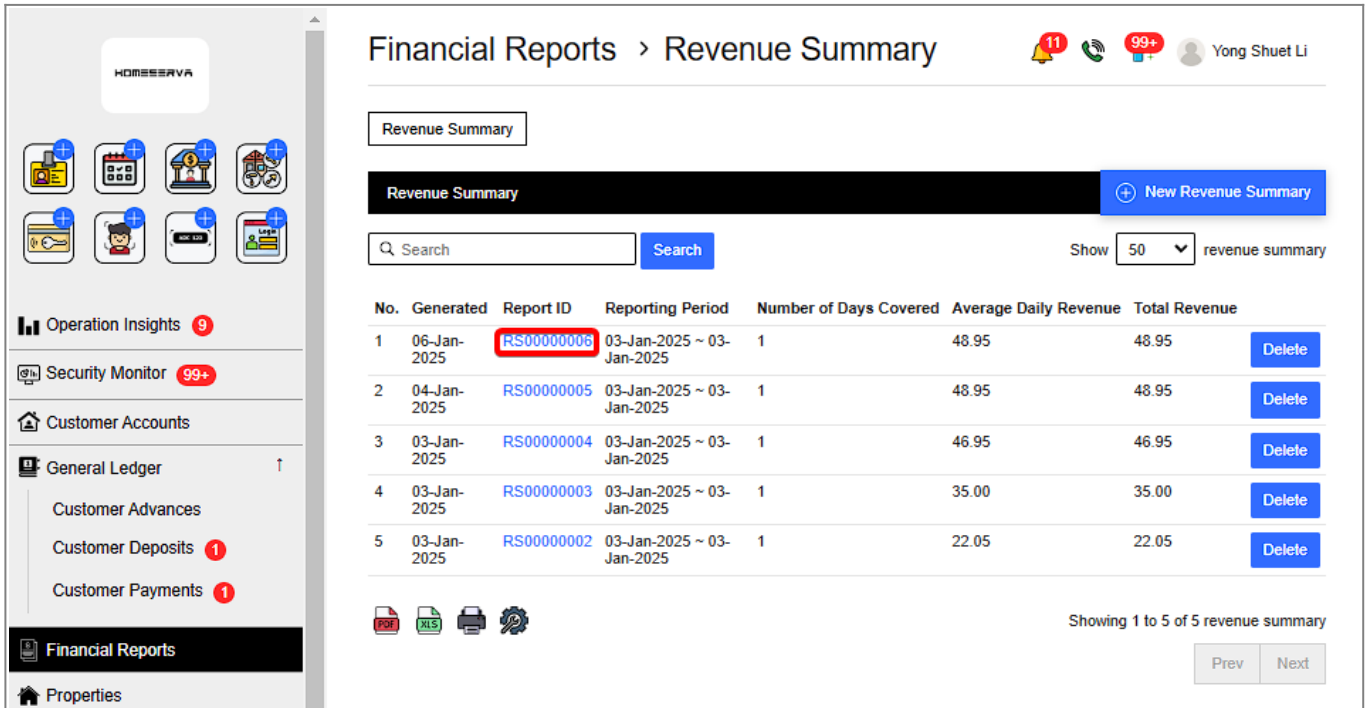 HOMESERVA
Financial Reports > Revenue Summary
11
99+
Yong Shuet Li
Revenue Summary
Revenue Summary
New Revenue Summary
Search
Search
Show 50 revenue summary
ABC 123
Login
Operation Insights 9
Security Monitor 99+
Customer Accounts
General Ledger ↑
Customer Advances
Customer Deposits 1
Customer Payments 1
Financial Reports
Properties
No. Generated Report ID Reporting Period Number of Days Covered Average Daily Revenue Total Revenue
1 06-Jan- RS00000006 03-Jan-2025 ~ 03- 1 48.95 48.95 Delete
2025 Jan-2025
2 04-Jan- RS00000005 03-Jan-2025 ~ 03- 1 48.95 48.95 Delete
2025 Jan-2025
3 03-Jan- RS00000004 03-Jan-2025 ~ 03- 1 46.95 46.95 Delete
2025 Jan-2025
4 03-Jan- RS00000003 03-Jan-2025 ~ 03- 1 35.00 35.00 Delete
2025 Jan-2025
5 03-Jan- RS00000002 03-Jan-2025 ~ 03- 1 22.05 22.05 Delete
2025 Jan-2025
PDF
XLS
Showing 1 to 5 of 5 revenue summary
Prev Next